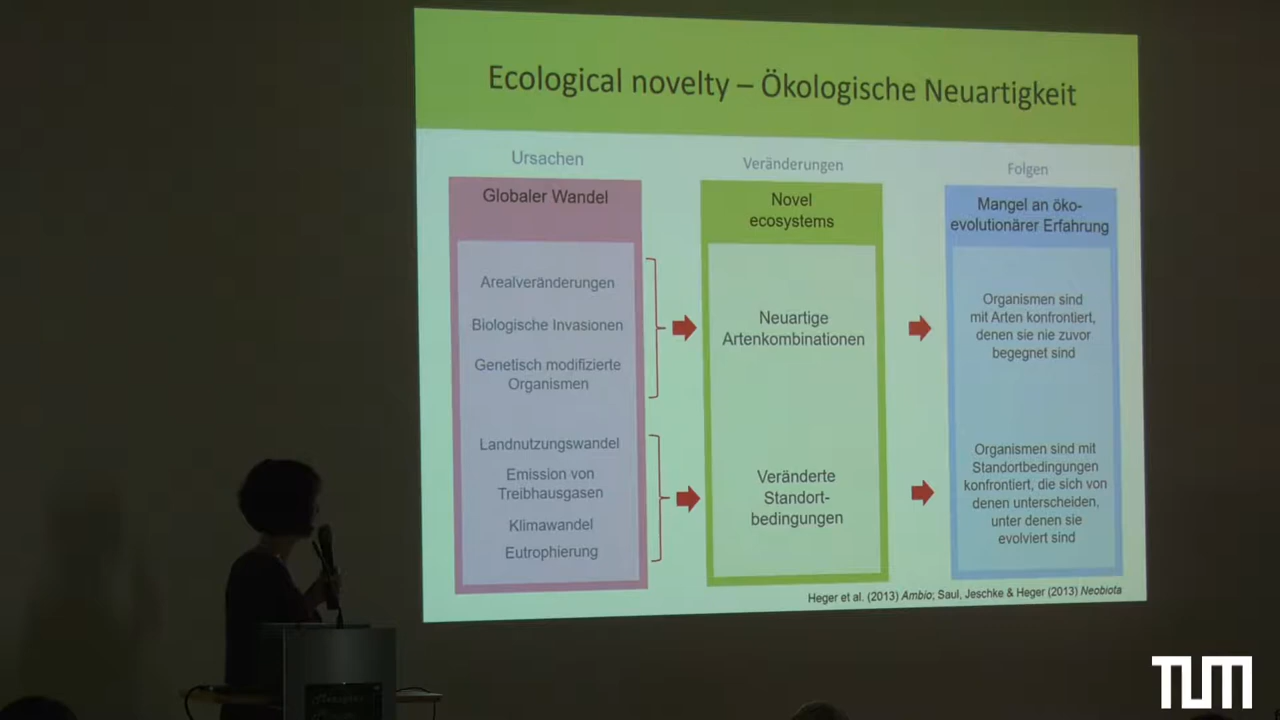 Ecological novelty – Ökologische Neuartigkeit
Ursachen
Globaler Wandel
Arealveränderungen
Biologische Invasionen
Genetisch modifizierte
Organismen
Landnutzungswandel
Emission von
Treibhausgasen
Klimawandel
Eutrophierung
Veränderungen
Novel
ecosystems
Neuartige
Artenkombinationen
Veränderte
Standort-
bedingungen
Folgen
Mangel an öko-
evolutionärer Erfahrung
Organismen sind
mit Arten konfrontiert,
denen sie nie zuvor
begegnet sind
Organismen sind mit
Standortbedingungen
konfrontiert, die sich von
denen unterscheiden,
unter denen sie
evolviert sind
Heger et al. (2013) Ambio; Saul, Jeschke & Heger (2013) Neobiota
TUM